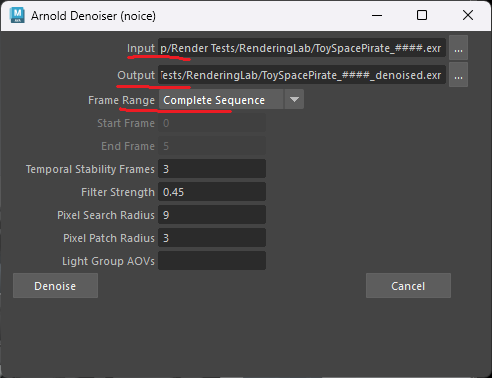 Arnold Denoiser (noice)
Input p/Render Tests/RenderingLab/ToySpacePirate_####.exr ...
Output Tests/RenderingLab/ToySpacePirate_####_denoised.exr ...
Frame Range Complete Sequence
Start Frame 0
End Frame 5
Temporal Stability Frames 3
Filter Strength 0.45
Pixel Search Radius 9
Pixel Patch Radius 3
Light Group AOVs
Denoise Cancel